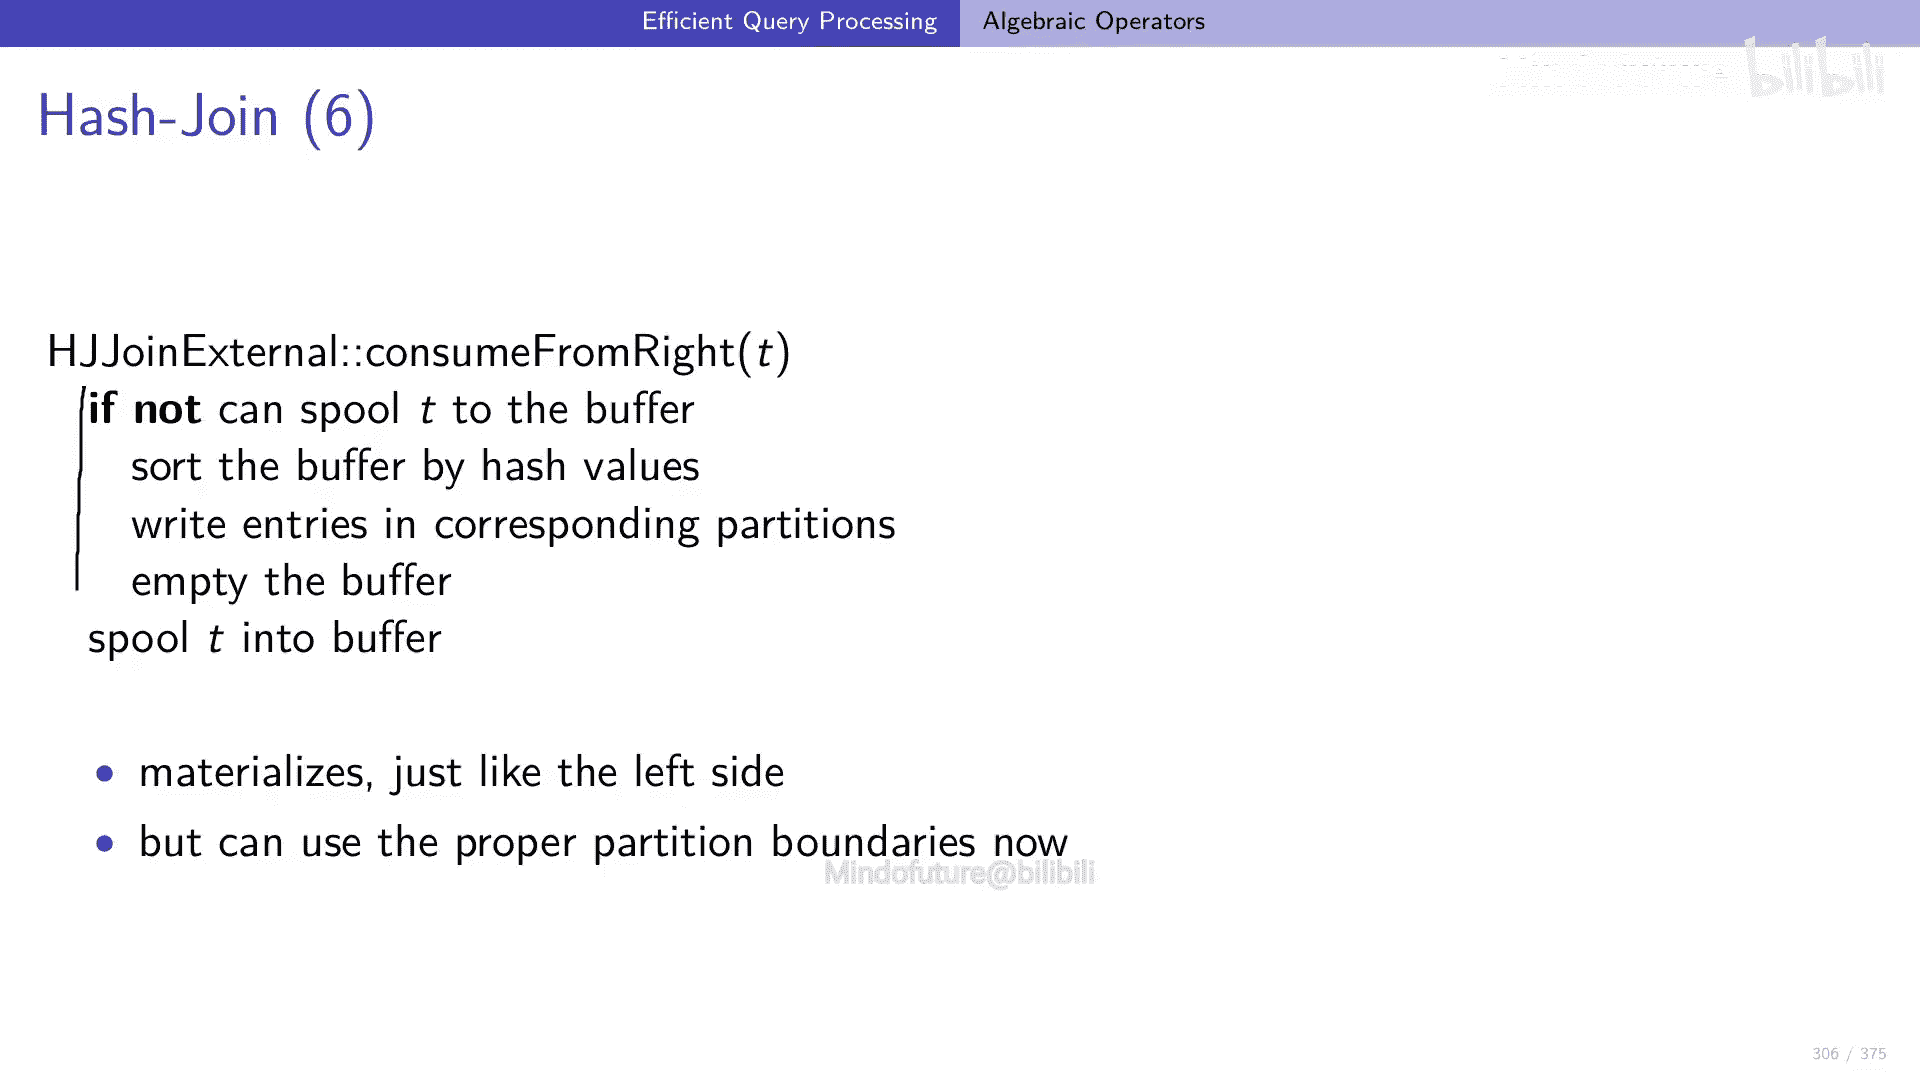 Efficient Query Processing
Algebraic Operators
bilibili
Hash-Join (6)
HJJoinExternal::consumeFromRight(t)
if not can spool t to the buffer
sort the buffer by hash values
write entries in corresponding partitions
empty the buffer
spool t into buffer
• materializes, just like the left side
• but can use the proper partition boundaries now
Mindofuture@bilibili
306 / 375